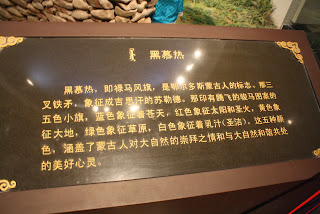 黑慕热
黑慕热，即禄马风旗，是鄂尔多斯蒙古人的标志。那三
叉铁矛，象征成吉思汗的苏勒德。那印有腾飞的骏马图案的
五色小旗，蓝色象征着苍天，红色象征太阳和圣火，黄色象
征大地，绿色象征草原，白色象征着乳汁(圣洁)。这五种颜
色，涵盖了蒙古人对大自然的崇拜之情和与大自然和谐共处
的美好心灵。